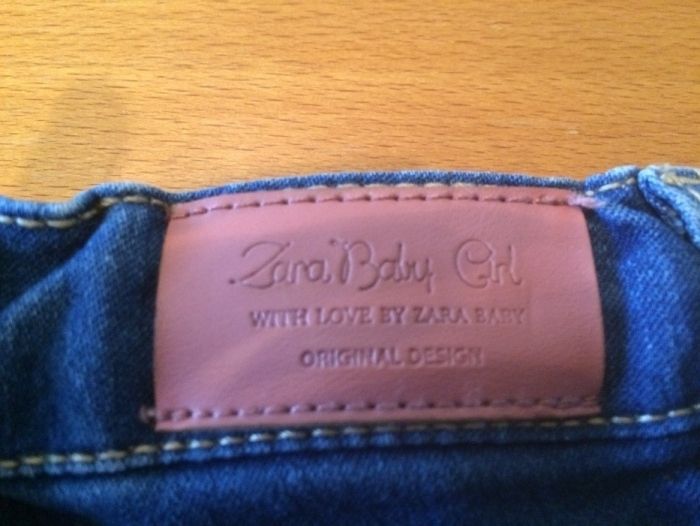 Zara Baby Girl
WITH LOVE BY ZARA BABY
ORIGINAL DESIGN